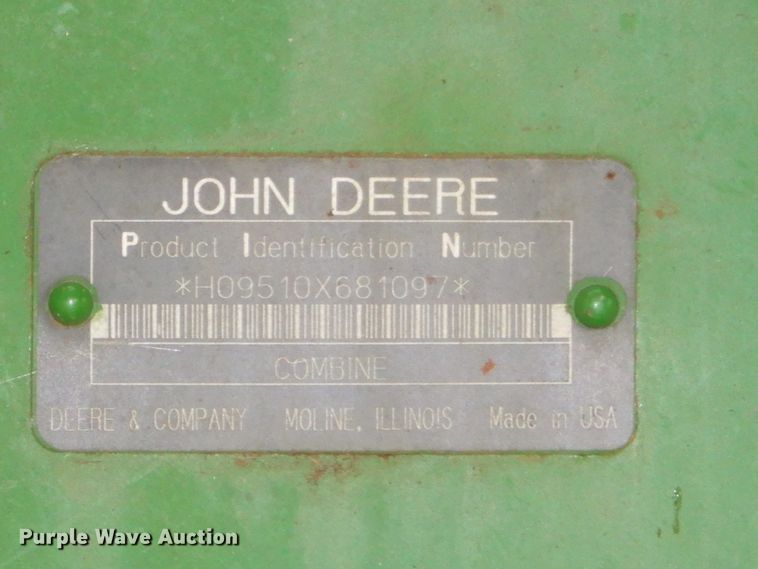 JOHN DEERE
Product Identification Number
*H09510X681097*
COMBINE
DEERE & COMPANY MOLINE, ILLINOIS Made in USA
Purple Wave Auction